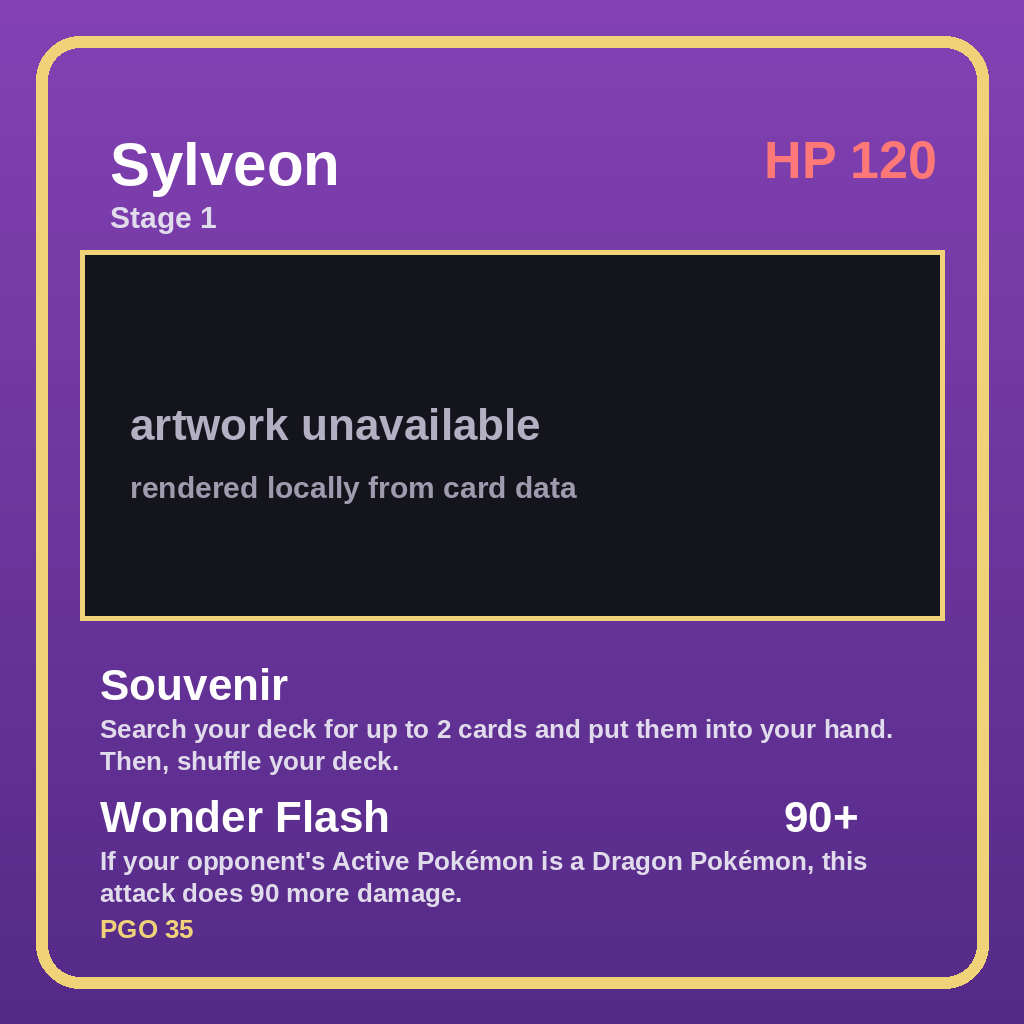 Sylveon
HP 120
Stage 1
artwork unavailable
rendered locally from card data
Souvenir
Search your deck for up to 2 cards and put them into your hand.
Then, shuffle your deck.
Wonder Flash
90+
If your opponent's Active Pokémon is a Dragon Pokémon, this
attack does 90 more damage.
PGO 35